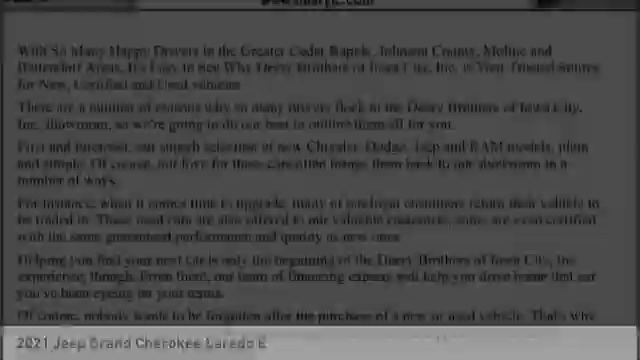 With So Many Happy Drivers in the Greater Cedar Rapids, Johnson County, Moline and
Areas, It's Easy to See Why Deery Brothers of Iowa City, Inc. is Your Trusted Source
for New, Certified and Used vehicles
There are a number of reasons why so many drivers flock to the Deery Brothers of Iowa City,
Inc. showroom, so we're going to do our best to outline them all for you.
First and foremost, our superb selection of new Chrysler, Dodge, Jeep and RAM models, plain
and simple. Of course, our love for these
number of ways.
For instance, when it comes time to upgrade, many of our loyal customers return their vehicle to
be traded in. These used cars are also offered to our valuable customers, some are even certified
with the same guaranteed performance and quality as new ones.
Helping you find your next car is only the beginning of the Deery Brothers of Iowa City, Inc.
experience, though. From there, our team of financing experts will help you drive home that car
you've been eyeing on your terms.
Of course, nobody wants to be forgotten after the purchase of a new or used vehicle. That's why
2021 Jeep Grand Cherokee Laredo E